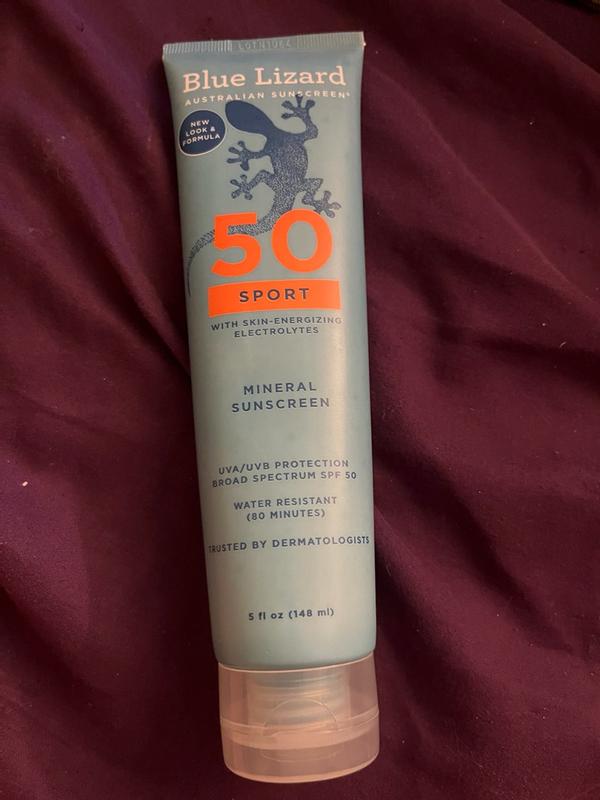 Blue Lizard
AUSTRALIAN SUNSCREEN®
NEW
LOOK &
FORMULA
50
SPORT
WITH SKIN-ENERGIZING
ELECTROLYTES
MINERAL
SUNSCREEN
UVA/UVB PROTECTION
BROAD SPECTRUM SPF 50
WATER RESISTANT
(80 MINUTES)
TRUSTED BY DERMATOLOGISTS
5 fl oz (148 ml)